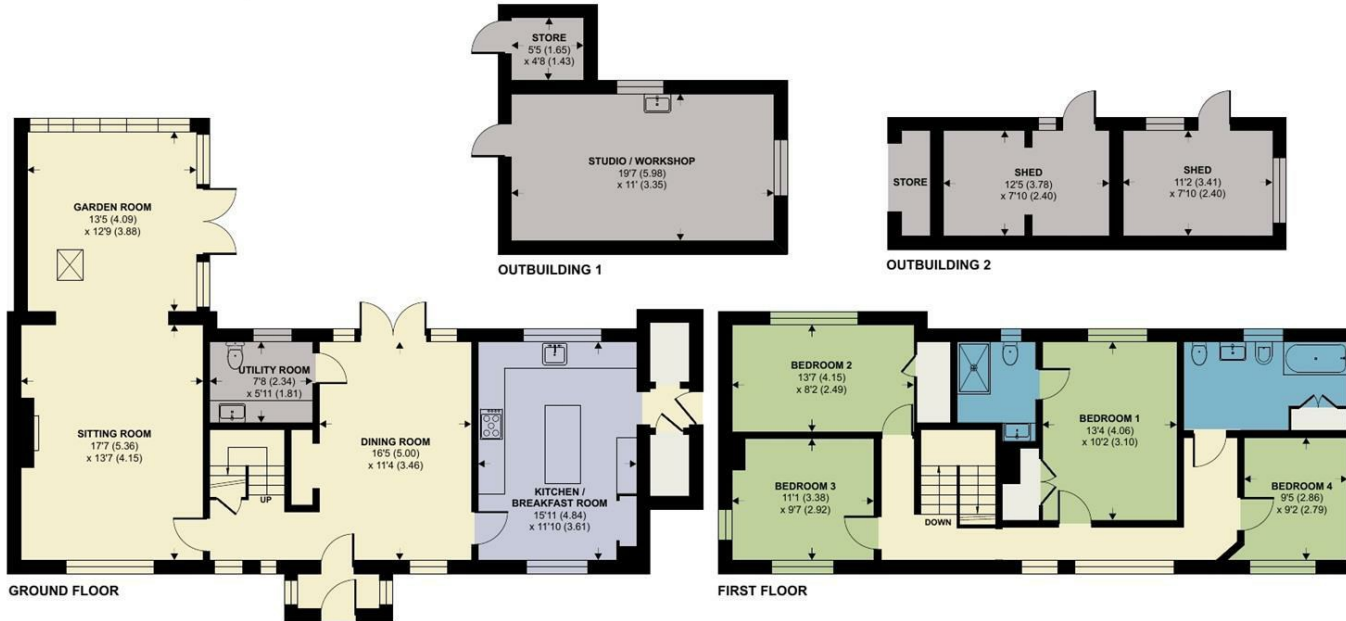 STORE
5'5 (1.65)
x 4'8 (1.43)
STUDIO / WORKSHOP
19'7 (5.98)
x 11' (3.35)
OUTBUILDING 1
STORE
SHED
12'5 (3.78)
x 7'10 (2.40)
SHED
11'2 (3.41)
x 7'10 (2.40)
OUTBUILDING 2
GARDEN ROOM
13'5 (4.09)
x 12'9 (3.88)
UTILITY ROOM
7'8 (2.34)
x 5'11 (1.81)
SITTING ROOM
17'7 (5.36)
x 13'7 (4.15)
UP
DINING ROOM
16'5 (5.00)
x 11'4 (3.46)
KITCHEN /
BREAKFAST ROOM
15'11 (4.84)
x 11'10 (3.61)
GROUND FLOOR
BEDROOM 2
13'7 (4.15)
x 8'2 (2.49)
BEDROOM 1
13'4 (4.06)
x 10'2 (3.10)
BEDROOM 3
11'1 (3.38)
x 9'7 (2.92)
DOWN
BEDROOM 4
9'5 (2.86)
x 9'2 (2.79)
FIRST FLOOR